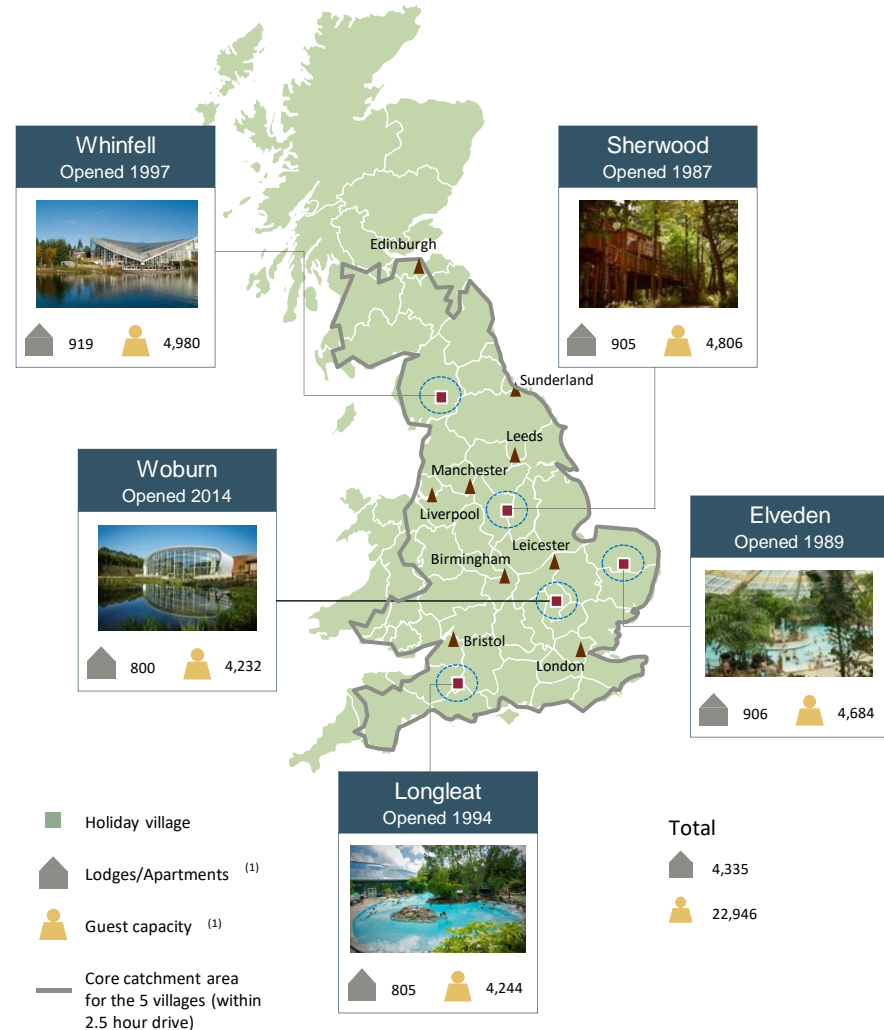 Whinfell
Opened 1997
919
4,980
Sherwood
Opened 1987
905
4,806
Edinburgh
Sunderland
Leeds
Manchester
Liverpool
Birmingham
Leicester
Bristol
London
Woburn
Opened 2014
800
4,232
Elveden
Opened 1989
906
4,684
Longleat
Opened 1994
805
4,244
Holiday village
Lodges/Apartments (1)
Guest capacity (1)
Core catchment area
for the 5 villages (within
2.5 hour drive)
Total
4,335
22,946